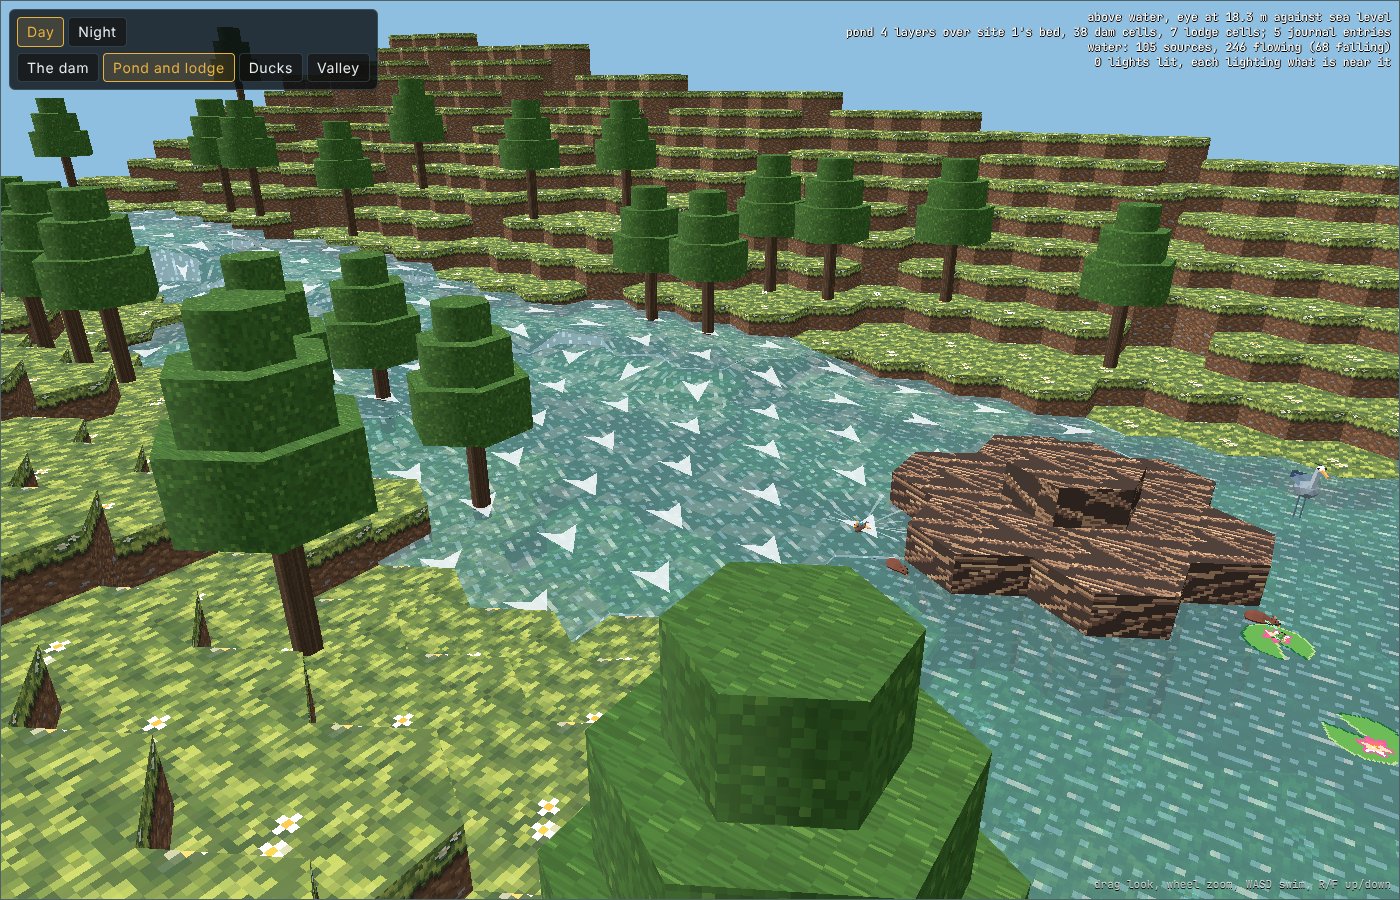 Day Night
The dam Pond and lodge Ducks Valley
above water, eye at 18.3 m against sea level
pond 4 layers over site 1's bed, 38 dam cells, 7 lodge cells; 5 journal entries
water: 105 sources, 246 flowing (68 falling)
0 lights lit, each lighting what is near it
drag look, wheel zoom, WASD swim, R/F up/down